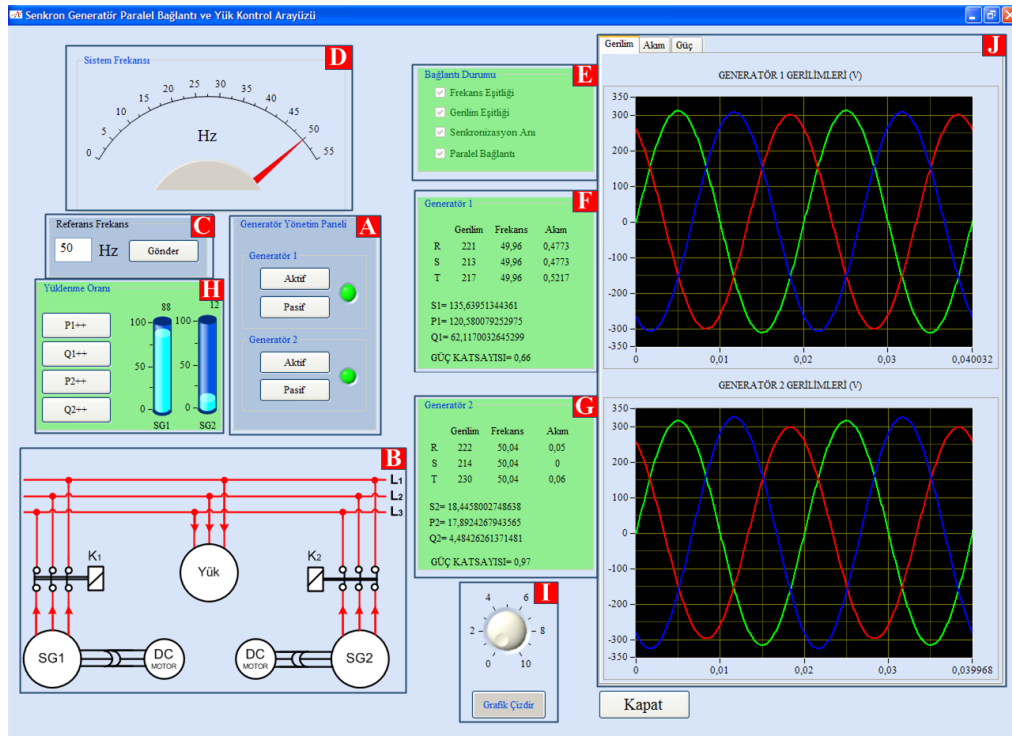 Senkron Generatör Paralel Bağlantı ve Yük Kontrol Arayüzü
D
Sistem Frekansı
0 5 10 15 20 25 30 35 40 45 50 55
Hz
C
Referans Frekans
50 Hz Gönder
A
Generatör Yönetim Paneli
Generatör 1
Aktif
Pasif
Generatör 2
Aktif
Pasif
H
Yüklenme Oranı
P1++
Q1++
P2++
Q2++
88 12
100 100
50 50
0 0
SG1 SG2
B
L1
L2
L3
K1
Yük
K2
SG1
DC
MOTOR
DC
MOTOR
SG2
E
Bağlantı Durumu
Frekans Eşitliği
Gerilim Eşitliği
Senkronizasyon Anı
Paralel Bağlantı
F
Generatör 1
Gerilim Frekans Akım
R 221 49,96 0,4773
S 213 49,96 0,4773
T 217 49,96 0,5217
S1= 135,63951344361
P1= 120,580079252975
Q1= 62,1170032645299
GÜÇ KATSAYISI= 0,66
G
Generatör 2
Gerilim Frekans Akım
R 222 50,04 0,05
S 214 50,04 0
T 230 50,04 0,06
S2= 18,4458002748638
P2= 17,8924267943565
Q2= 4,48426261371481
GÜÇ KATSAYISI= 0,97
I
0 2 4 6 8 10
Grafik Çizdir
J
Gerilim Akım Güç
GENERATÖR 1 GERİLİMLERİ (V)
350
300
200
100
0
-100
-200
-300
-350
0 0,01 0,02 0,03 0,040032
GENERATÖR 2 GERİLİMLERİ (V)
350
300
200
100
0
-100
-200
-300
-350
0 0,01 0,02 0,03 0,039968
Kapat